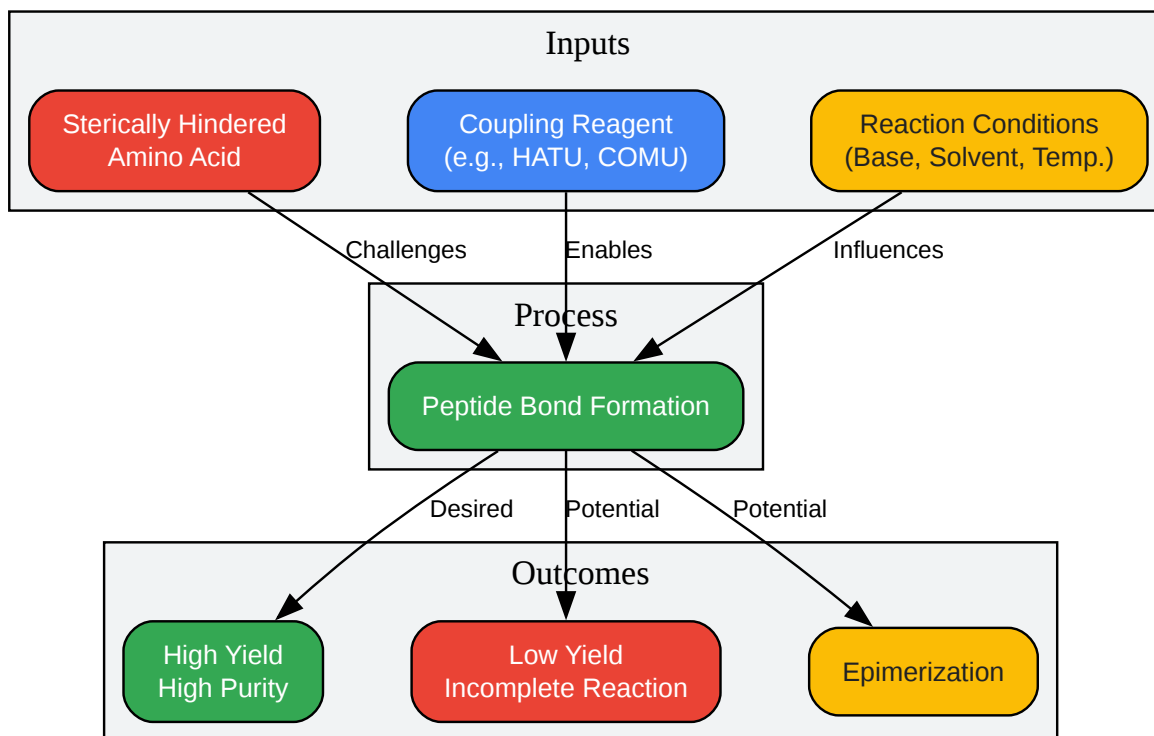 Inputs
Sterically Hindered
Amino Acid
Coupling Reagent
(e.g., HATU, COMU)
Reaction Conditions
(Base, Solvent, Temp.)
Challenges
Enables
Influences
Process
Peptide Bond Formation
Desired
Potential
Potential
Outcomes
High Yield
High Purity
Low Yield
Incomplete Reaction
Epimerization